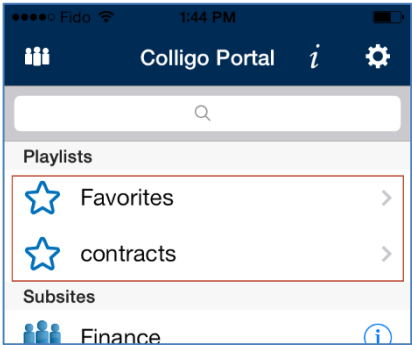 Fido 1:44 PM
Colligo Portal i
Playlists
Favorites
contracts
Subsites
Finance i